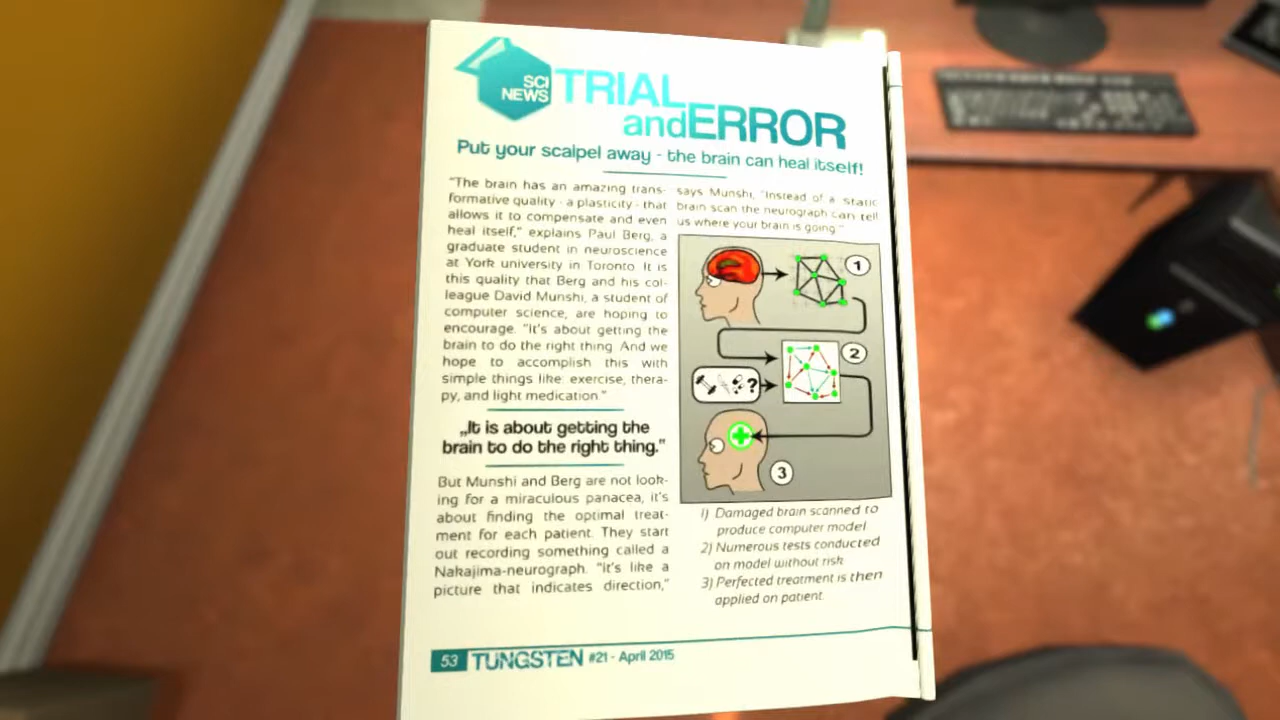 SCI
NEWS
TRIAL
and ERROR
Put your scalpel away - the brain can heal itself!
"The brain has an amazing trans-
formative quality - a plasticity - that
allows it to compensate and even
heal itself," explains Paul Berg, a
graduate student in neuroscience
at York university in Toronto. It is
this quality that Berg and his col-
league David Munshi, a student of
computer science, are hoping to
encourage. "It's about getting the
brain to do the right thing. And we
hope to accomplish this with
simple things like: exercise, thera-
py, and light medication."
„It is about getting the
brain to do the right thing."
But Munshi and Berg are not look-
ing for a miraculous panacea, it's
about finding the optimal treat-
ment for each patient. They start
out recording something called a
Nakajima-neurograph. "it's like a
picture that indicates direction,"
says Munshi, "Instead of a static
brain scan the neurograph can tell
us where your brain is going."
1
2
?
3
1) Damaged brain scanned to
produce computer model
2) Numerous tests conducted
on model without risk
3) Perfected treatment is then
applied on patient.
53 TUNGSTEN #21 - April 2015